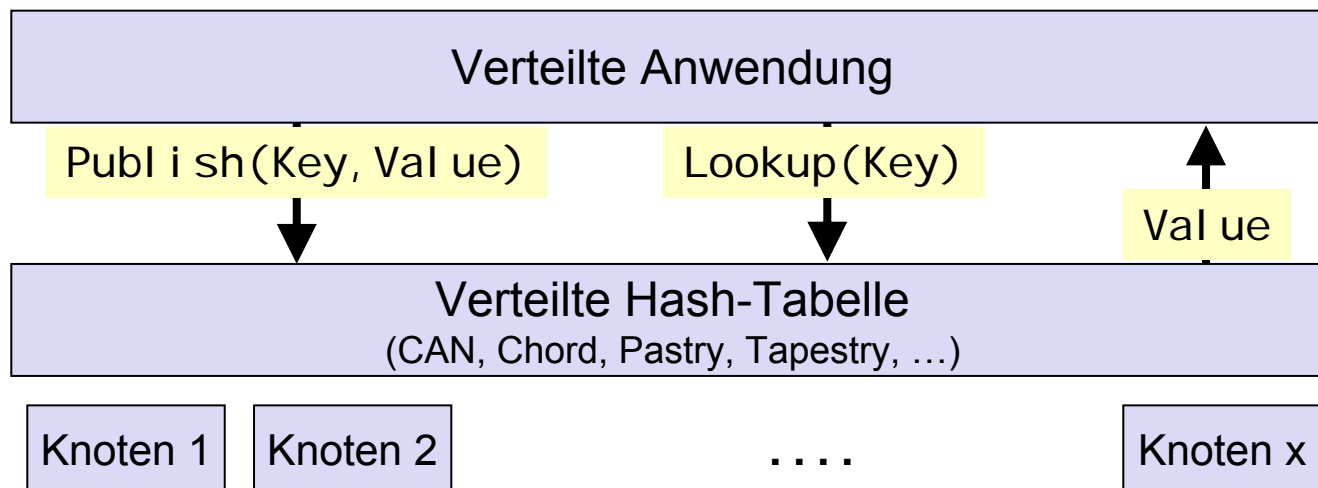 Verteilte Anwendung
Publish(Key,Value)
Lookup(Key)
Value
Verteilte Hash-Tabelle
(CAN, Chord, Pastry, Tapestry, …)
Knoten 1
Knoten 2
....
Knoten x